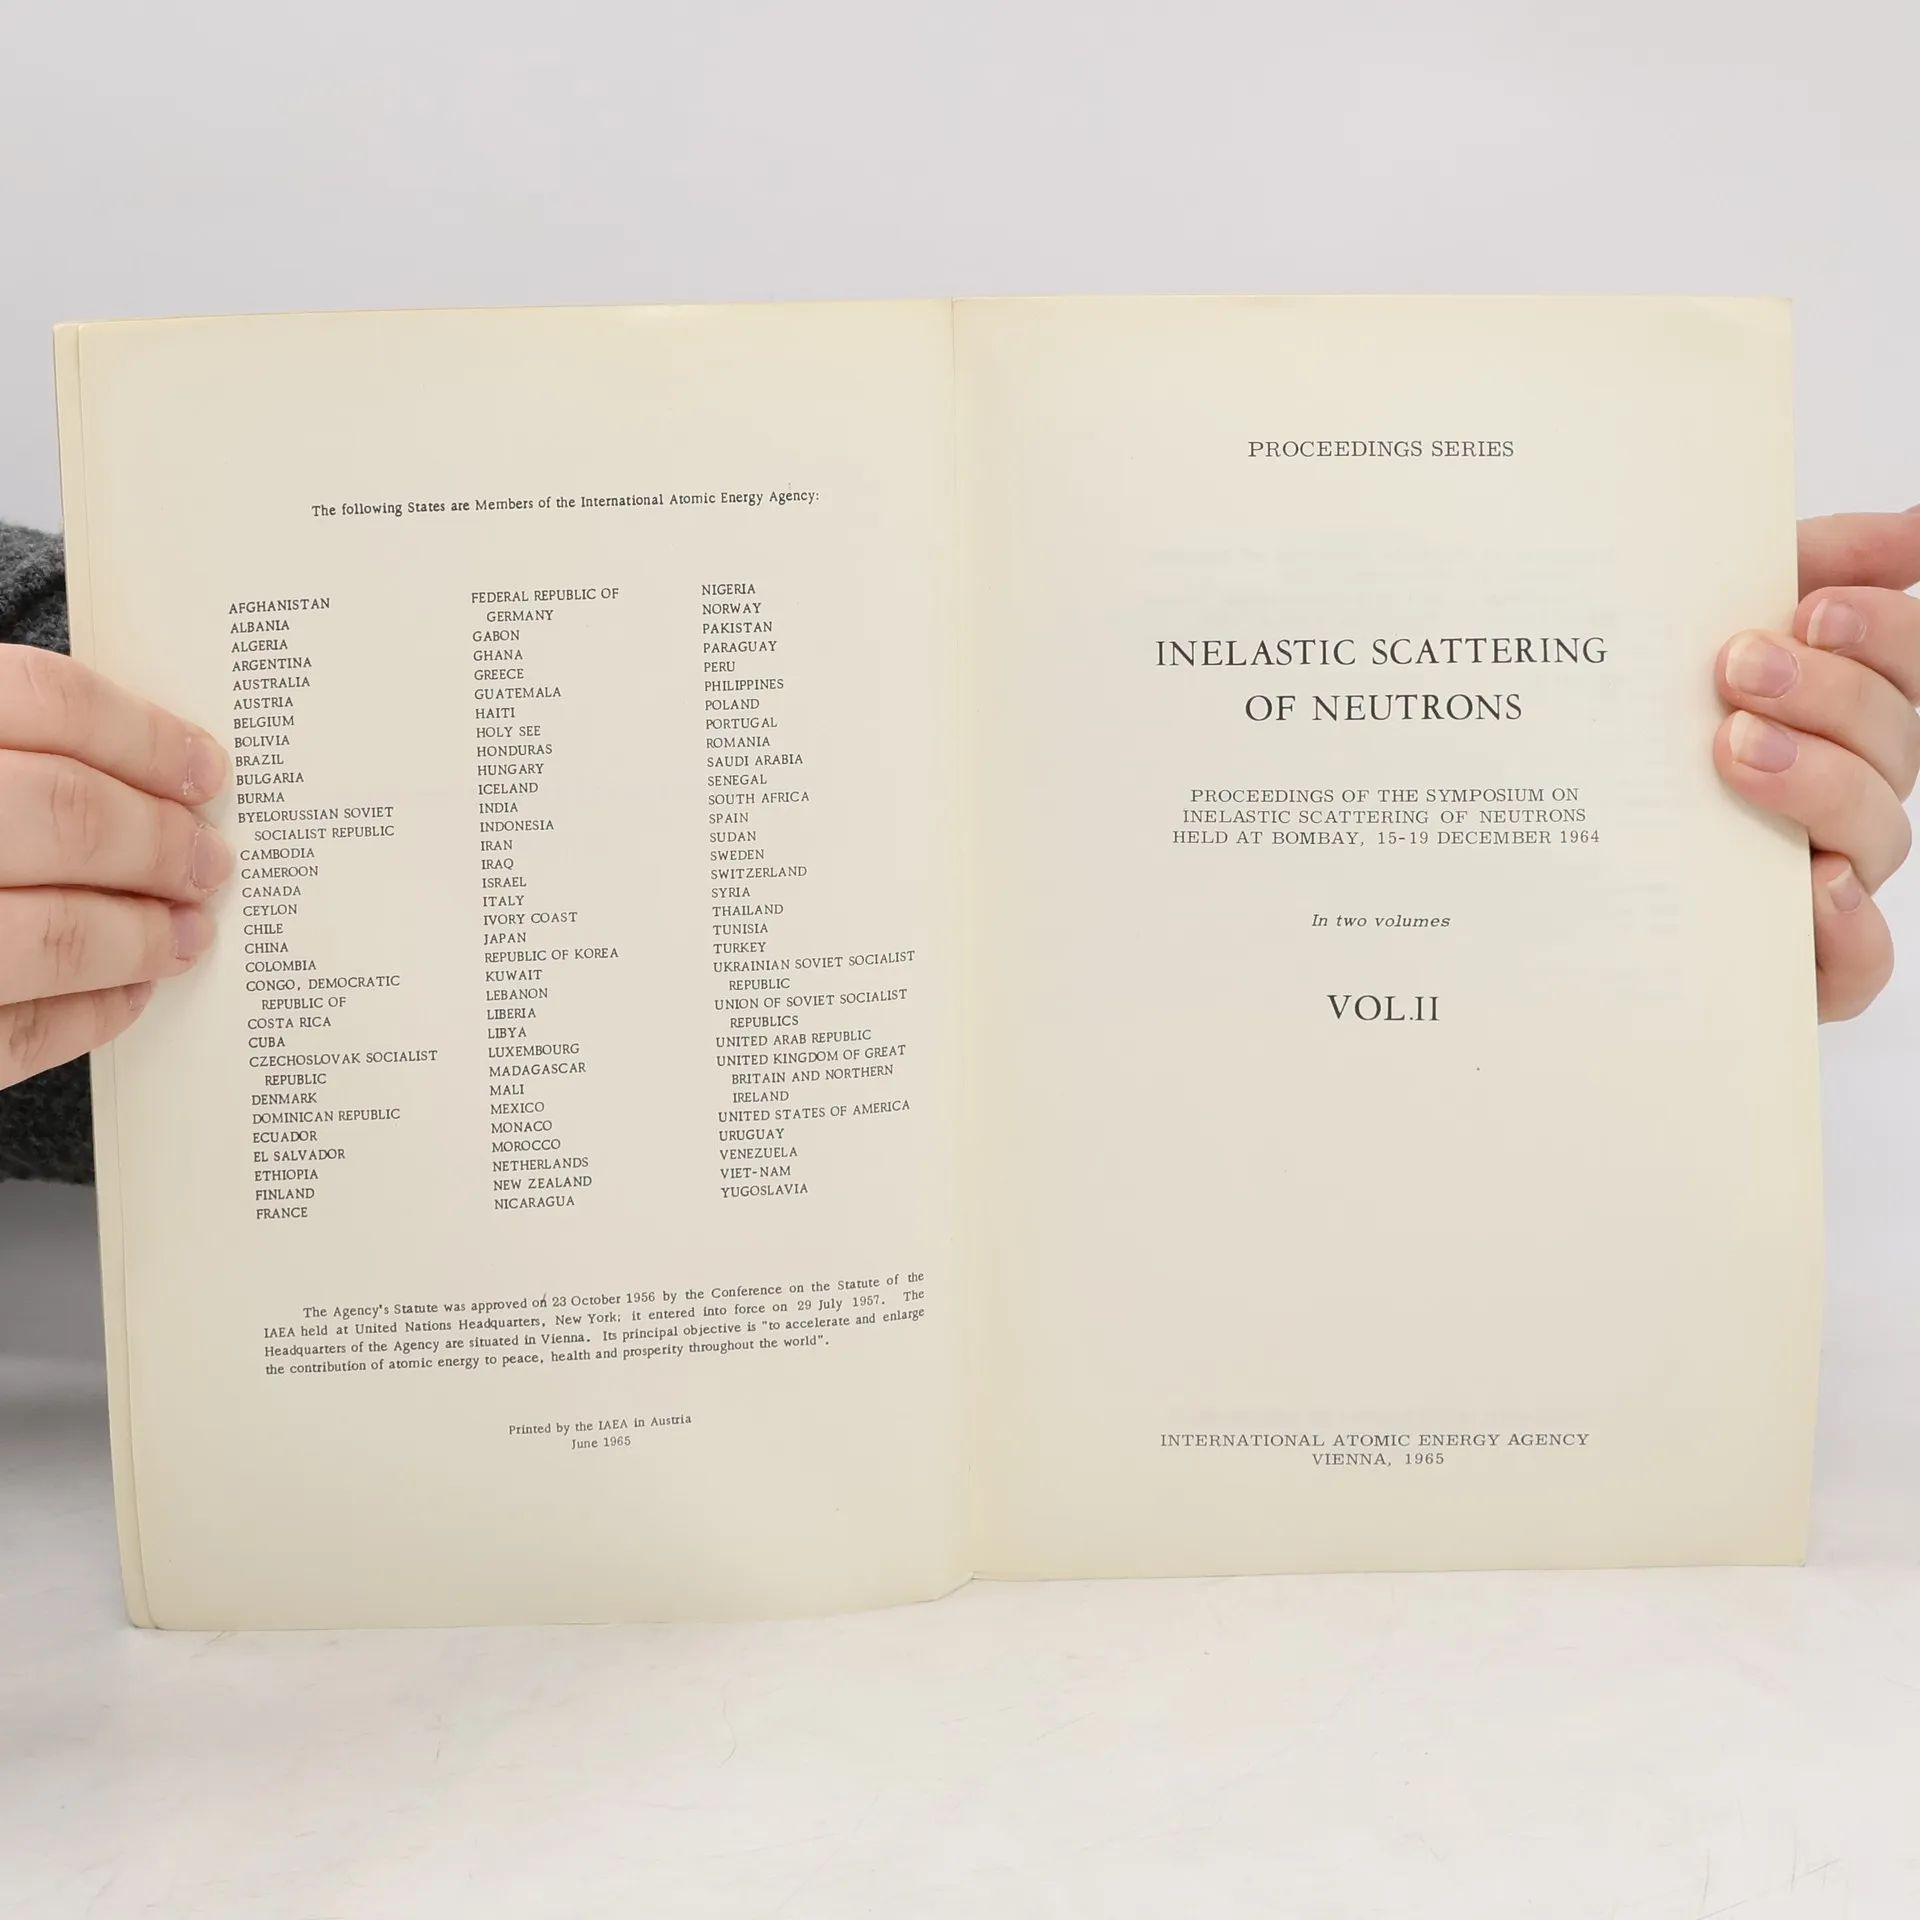 The following States are Members of the International Atomic Energy Agency:
AFGHANISTAN
ALBANIA
ALGERIA
ARGENTINA
AUSTRALIA
AUSTRIA
BELGIUM
BOLIVIA
BRAZIL
BULGARIA
BURMA
BYELORUSSIAN SOVIET
SOCIALIST REPUBLIC
CAMBODIA
CAMEROON
CANADA
CEYLON
CHILE
CHINA
COLOMBIA
CONGO, DEMOCRATIC
REPUBLIC OF
COSTA RICA
CUBA
CZECHOSLOVAK SOCIALIST
REPUBLIC
DENMARK
DOMINICAN REPUBLIC
ECUADOR
EL SALVADOR
ETHIOPIA
FINLAND
FRANCE
FEDERAL REPUBLIC OF
GERMANY
GABON
GHANA
GREECE
GUATEMALA
HAITI
HOLY SEE
HONDURAS
HUNGARY
ICELAND
INDIA
INDONESIA
IRAN
IRAQ
ISRAEL
ITALY
IVORY COAST
JAPAN
REPUBLIC OF KOREA
KUWAIT
LEBANON
LIBERIA
LIBYA
LUXEMBOURG
MADAGASCAR
MALI
MEXICO
MONACO
MOROCCO
NETHERLANDS
NEW ZEALAND
NICARAGUA
NIGERIA
NORWAY
PAKISTAN
PARAGUAY
PERU
PHILIPPINES
POLAND
PORTUGAL
ROMANIA
SAUDI ARABIA
SENEGAL
SOUTH AFRICA
SPAIN
SUDAN
SWEDEN
SWITZERLAND
SYRIA
THAILAND
TUNISIA
TURKEY
UKRAINIAN SOVIET SOCIALIST
REPUBLIC
UNION OF SOVIET SOCIALIST
REPUBLICS
UNITED ARAB REPUBLIC
UNITED KINGDOM OF GREAT
BRITAIN AND NORTHERN
IRELAND
UNITED STATES OF AMERICA
URUGUAY
VENEZUELA
VIET-NAM
YUGOSLAVIA
The Agency's Statute was approved on 23 October 1956 by the Conference on the Statute of the
IAEA held at United Nations Headquarters, New York; it entered into force on 29 July 1957. The
Headquarters of the Agency are situated in Vienna. Its principal objective is "to accelerate and enlarge
the contribution of atomic energy to peace, health and prosperity throughout the world".
Printed by the IAEA in Austria
June 1965
PROCEEDINGS SERIES
INELASTIC SCATTERING
OF NEUTRONS
PROCEEDINGS OF THE SYMPOSIUM ON
INELASTIC SCATTERING OF NEUTRONS
HELD AT BOMBAY, 15-19 DECEMBER 1964
In two volumes
VOL.II
INTERNATIONAL ATOMIC ENERGY AGENCY
VIENNA, 1965